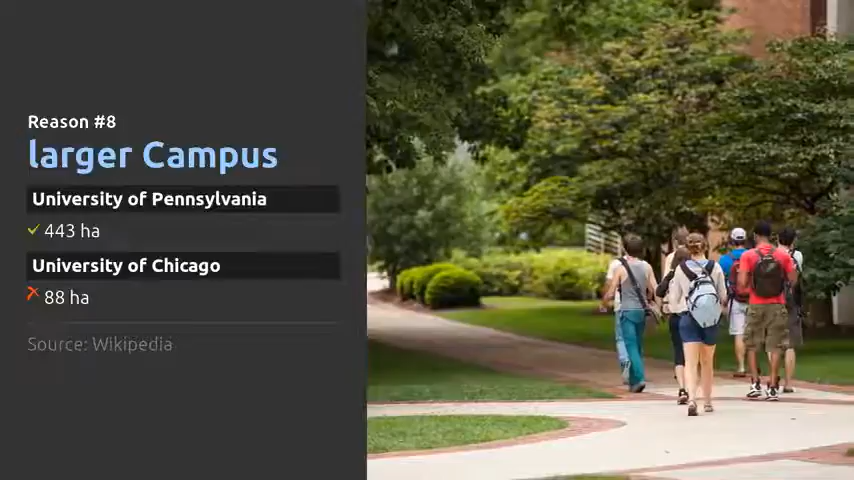 Reason #8
larger Campus
University of Pennsylvania
443 ha
University of Chicago
88 ha
Source: Wikipedia